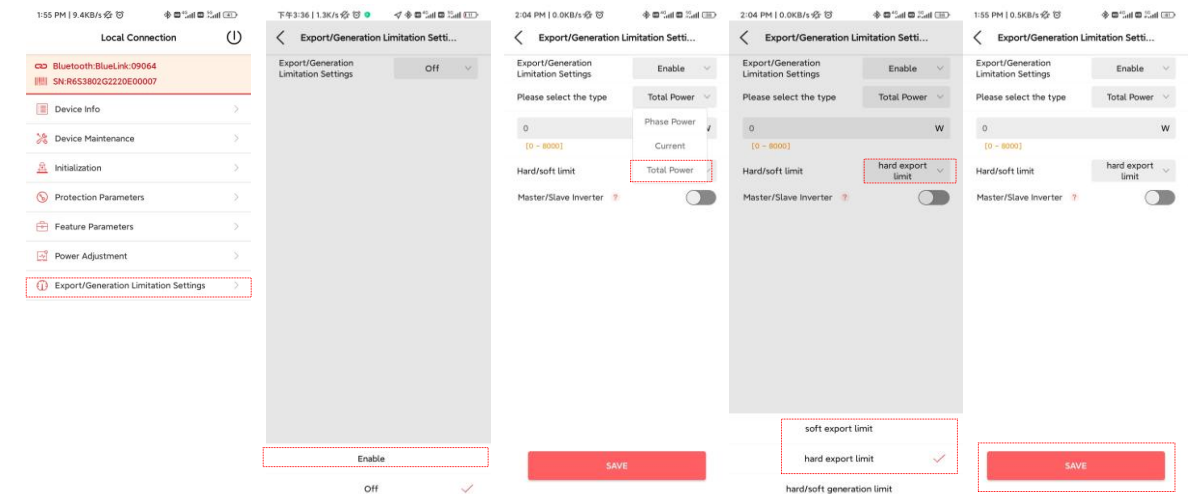 1:55 PM | 9.4KB/s
Local Connection
Bluetooth:BlueLink:09064
SN:R6S3802G2220E00007
Device Info
Device Maintenance
Initialization
Protection Parameters
Feature Parameters
Power Adjustment
Export/Generation Limitation Settings
下午3:36 | 1.3K/s
Export/Generation Limitation Setti...
Export/Generation
Limitation Settings
Off
Enable
Off
2:04 PM | 0.0KB/s
Export/Generation Limitation Setti...
Export/Generation
Limitation Settings
Enable
Please select the type
Total Power
0
W
[0 ~ 8000]
Phase Power
Current
Total Power
Hard/soft limit
Master/Slave Inverter ?
SAVE
2:04 PM | 0.0KB/s
Export/Generation Limitation Setti...
Export/Generation
Limitation Settings
Enable
Please select the type
Total Power
0
W
[0 ~ 8000]
Hard/soft limit
hard export
limit
Master/Slave Inverter ?
soft export limit
hard export limit
hard/soft generation limit
1:55 PM | 0.5KB/s
Export/Generation Limitation Setti...
Export/Generation
Limitation Settings
Enable
Please select the type
Total Power
0
W
[0 ~ 8000]
Hard/soft limit
hard export
limit
Master/Slave Inverter ?
SAVE